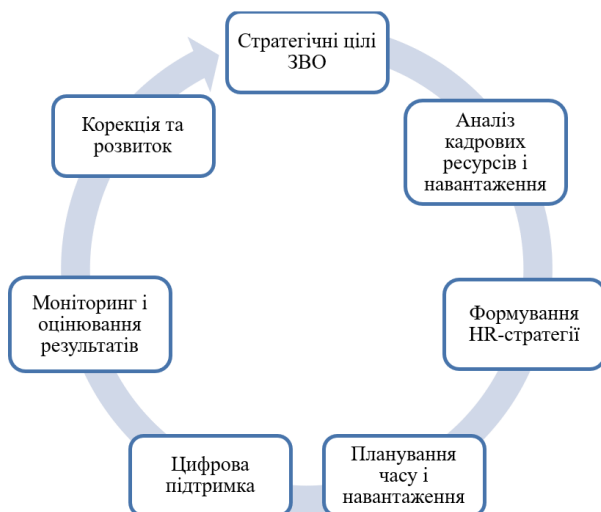 Стратегічні цілі
ЗВО
Аналіз
кадрових
ресурсів і
навантаження
Формування
HR-стратегії
Планування
часу і
навантаження
Цифрова
підтримка
Моніторинг і
оцінювання
результатів
Корекція та
розвиток